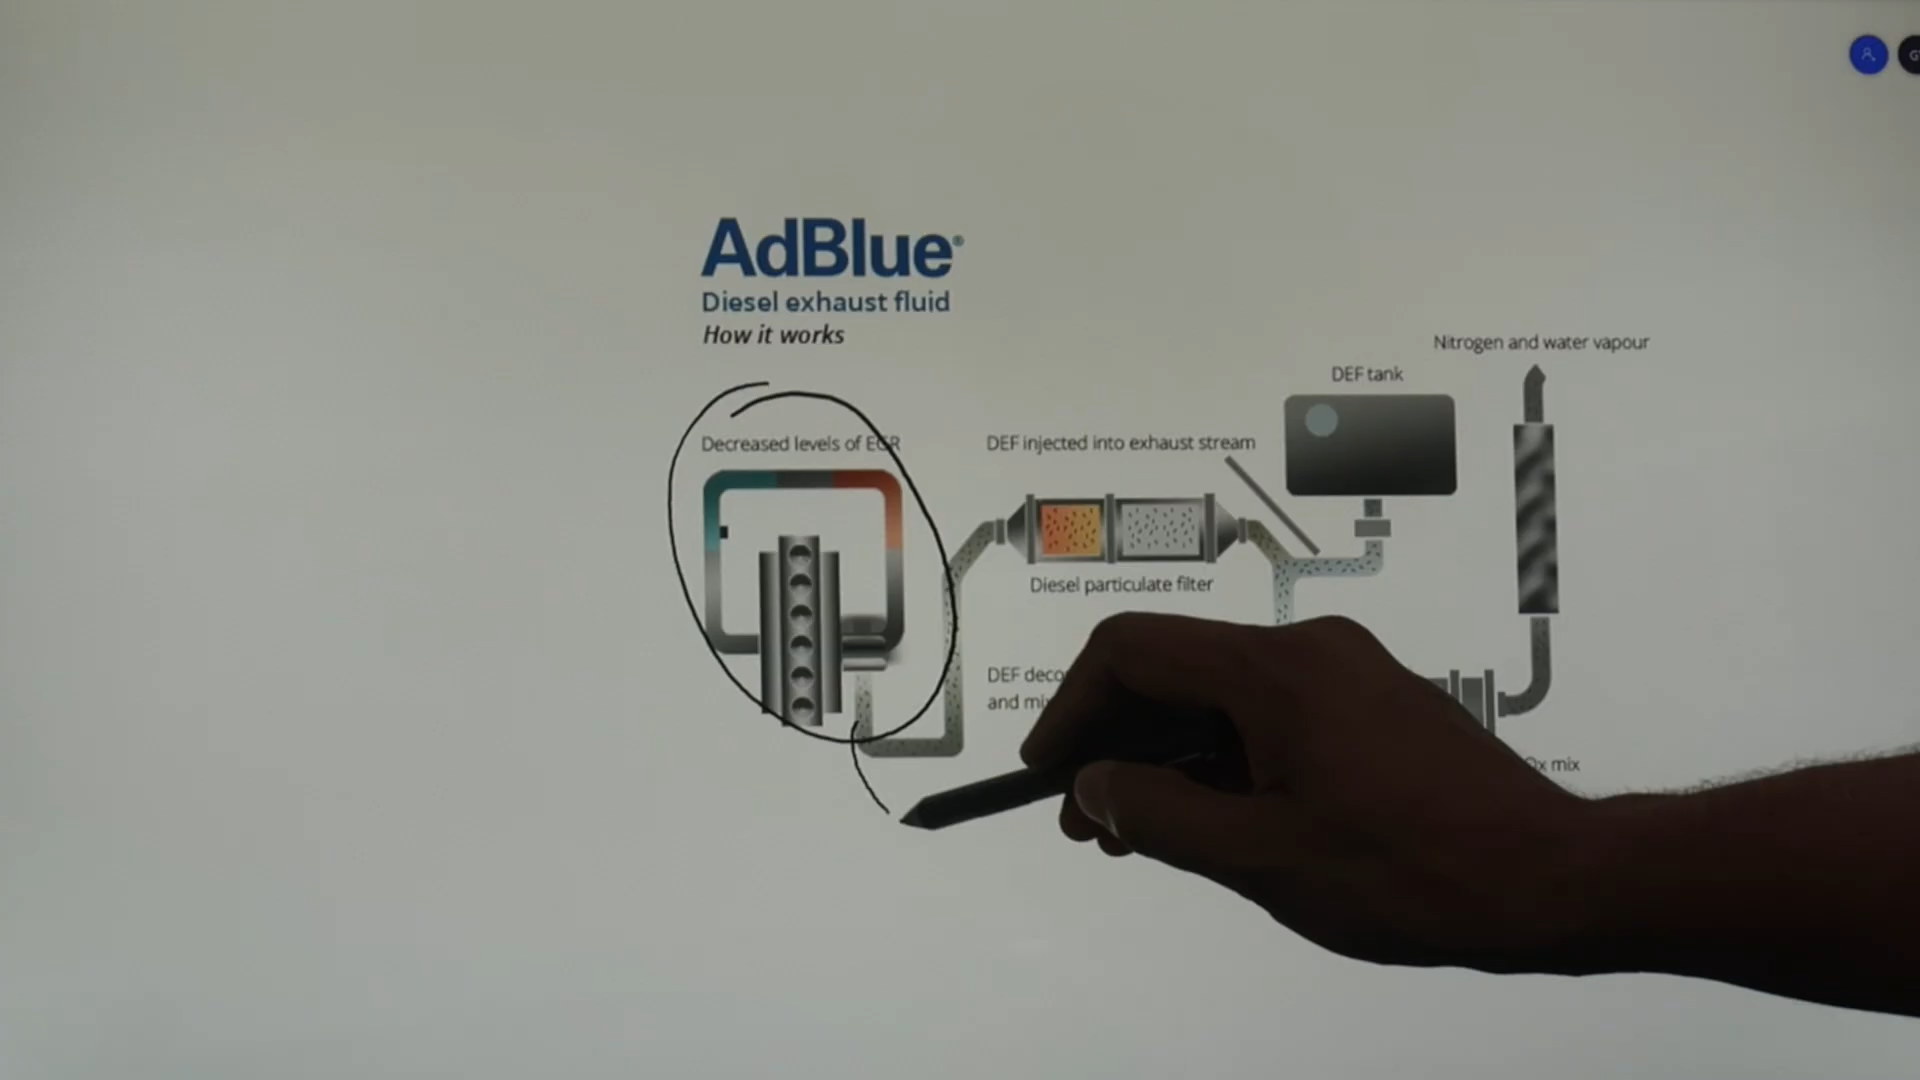 AdBlue®
Diesel exhaust fluid
How it works
Nitrogen and water vapour
DEF tank
Decreased levels of EGR
DEF injected into exhaust stream
Diesel particulate filter
DEF
and
mix